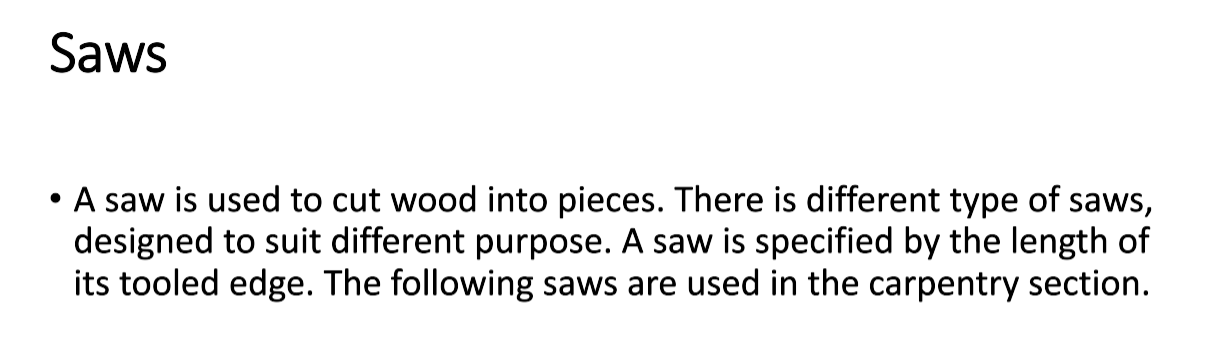 Saws
• A saw is used to cut wood into pieces. There is different type of saws,
designed to suit different purpose. A saw is specified by the length of
its tooled edge. The following saws are used in the carpentry section.